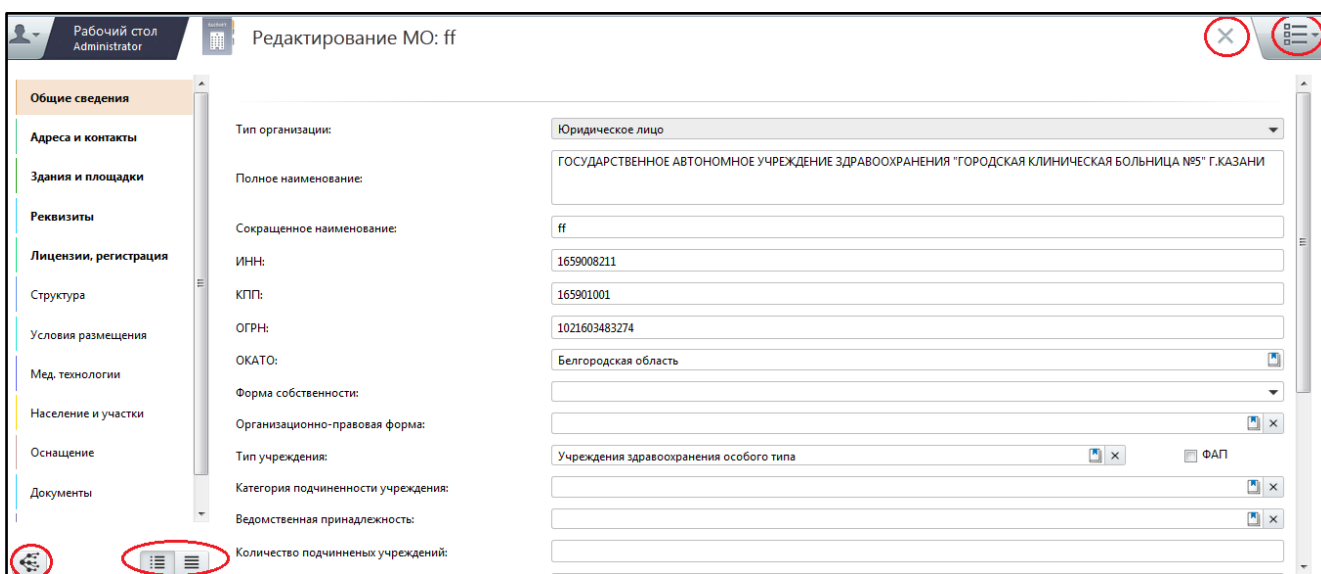 Рабочий стол
Administrator
Редактирование МО: ff
Общие сведения
Адреса и контакты
Здания и площадки
Реквизиты
Лицензии, регистрация
Структура
Условия размещения
Мед. технологии
Население и участки
Оснащение
Документы
Тип организации: Юридическое лицо
Полное наименование: ГОСУДАРСТВЕННОЕ АВТОНОМНОЕ УЧРЕЖДЕНИЕ ЗДРАВООХРАНЕНИЯ "ГОРОДСКАЯ КЛИНИЧЕСКАЯ БОЛЬНИЦА №5" Г.КАЗАНИ
Сокращенное наименование: ff
ИНН: 1659008211
КПП: 165901001
ОГРН: 1021603483274
ОКАТО: Белгородская область
Форма собственности:
Организационно-правовая форма:
Тип учреждения: Учреждения здравоохранения особого типа ФАП
Категория подчиненности учреждения:
Ведомственная принадлежность:
Количество подчинненых учреждений: